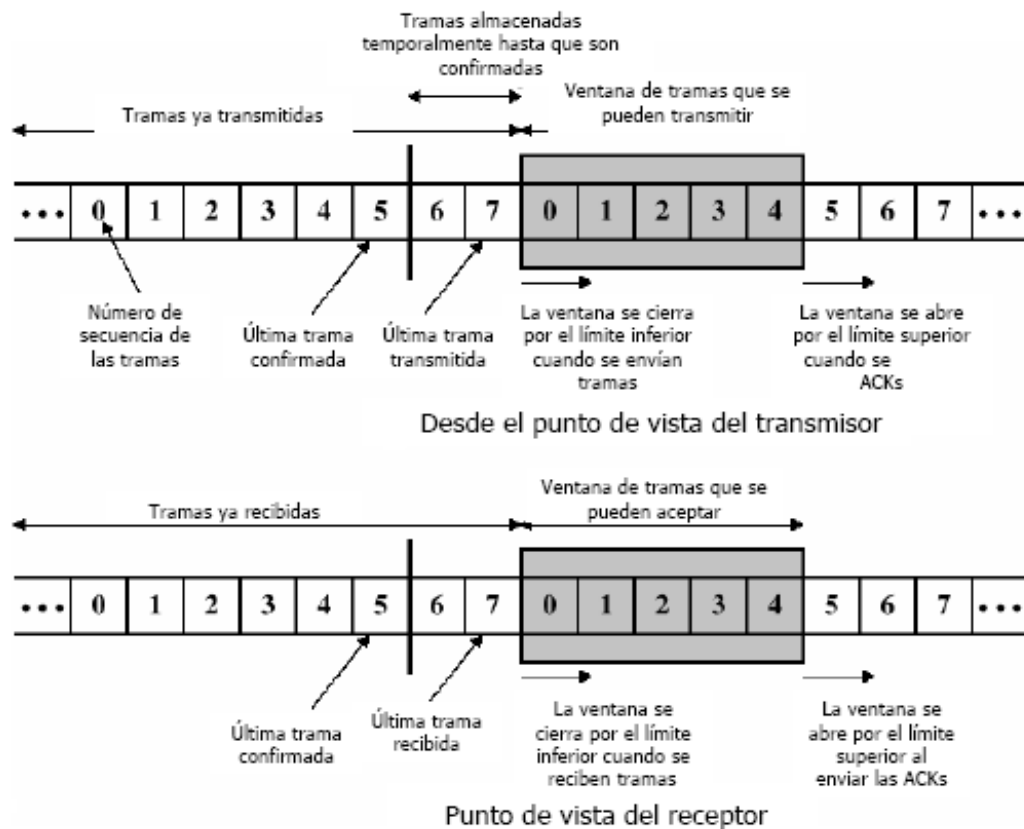 Tramas almacenadas
temporalmente hasta que son
confirmadas
Ventana de tramas que se
pueden transmitir
Tramas ya transmitidas
••• 0 1 2 3 4 5 6 7 0 1 2 3 4 5 6 7 •••
Número de
secuencia de
las tramas
Última trama
confirmada
Última trama
transmitida
La ventana se cierra
por el límite inferior
cuando se envían
tramas
La ventana se abre
por el límite superior
cuando se
ACKs
Desde el punto de vista del transmisor
Tramas ya recibidas
Ventana de tramas que se
pueden aceptar
••• 0 1 2 3 4 5 6 7 0 1 2 3 4 5 6 7 •••
Última trama
confirmada
Última trama
recibida
La ventana se
cierra por el límite
inferior cuando se
reciben tramas
La ventana se
abre por el límite
superior al
enviar las ACKs
Punto de vista del receptor